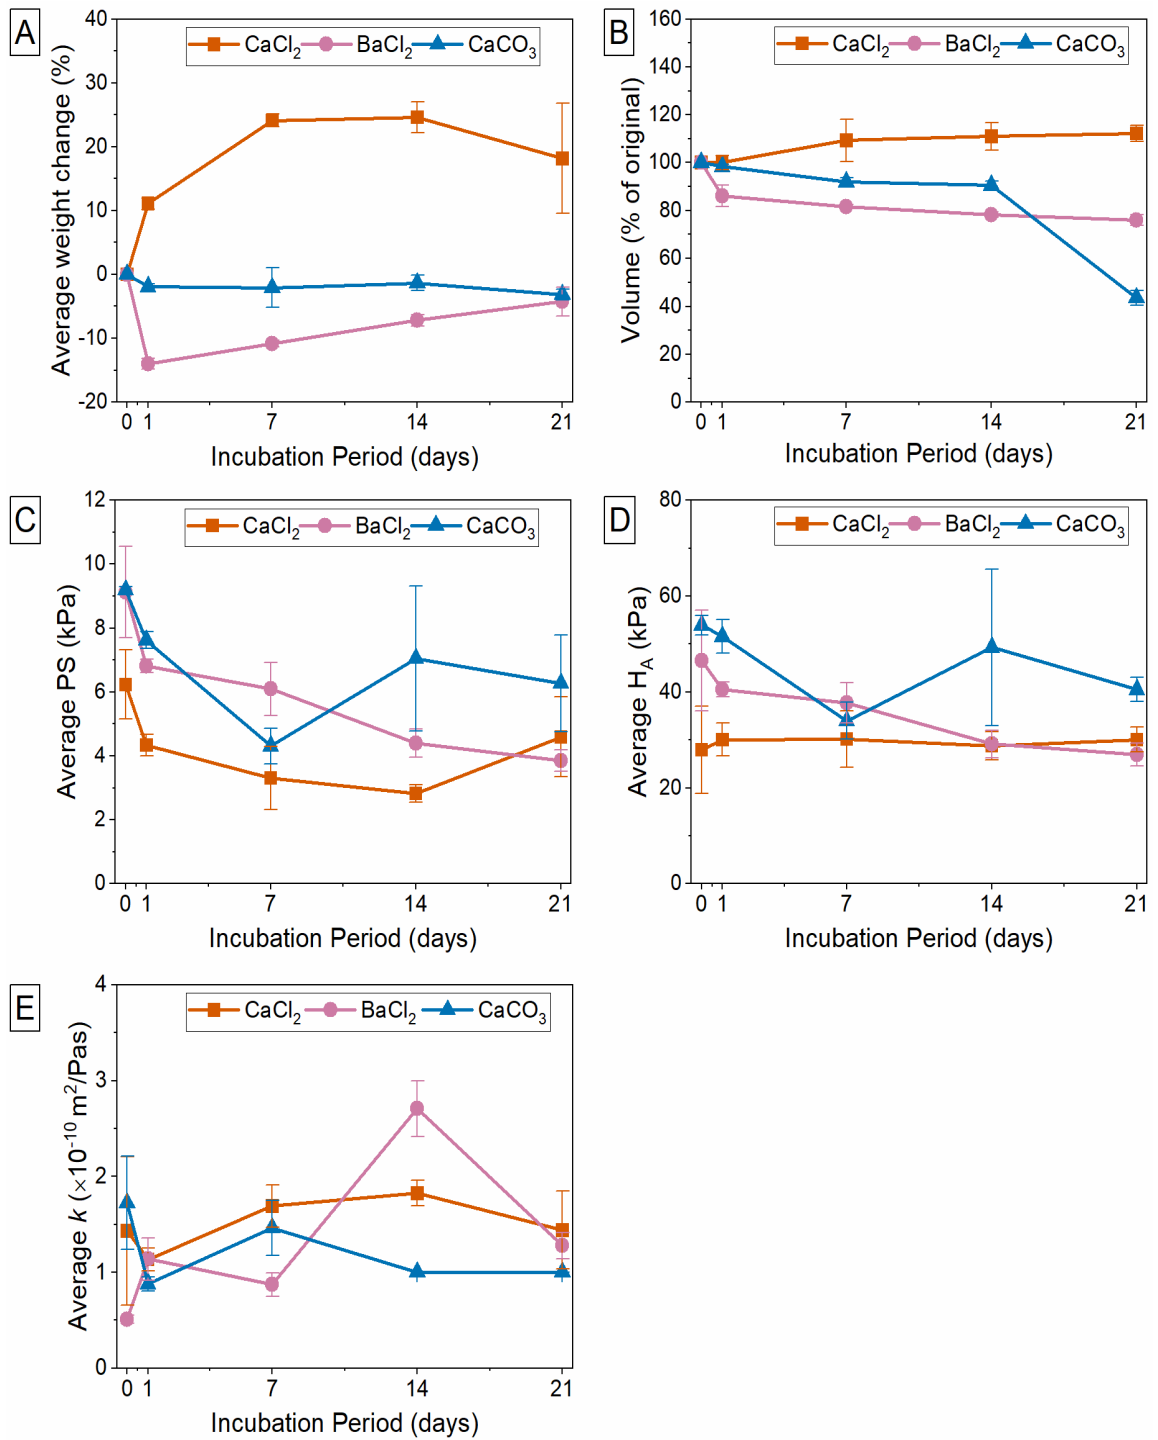 A
CaCl2 BaCl2 CaCO3
Average weight change (%)
40
30
20
10
0
-10
-20
0 1 7 14 21
Incubation Period (days)
B
CaCl2 BaCl2 CaCO3
Volume (% of original)
160
140
120
100
80
60
40
20
0
0 1 7 14 21
Incubation Period (days)
C
CaCl2 BaCl2 CaCO3
Average PS (kPa)
12
10
8
6
4
2
0
0 1 7 14 21
Incubation Period (days)
D
CaCl2 BaCl2 CaCO3
Average HA (kPa)
80
60
40
20
0
0 1 7 14 21
Incubation Period (days)
E
CaCl2 BaCl2 CaCO3
Average k (×10-10 m2/Pas)
4
3
2
1
0
0 1 7 14 21
Incubation Period (days)